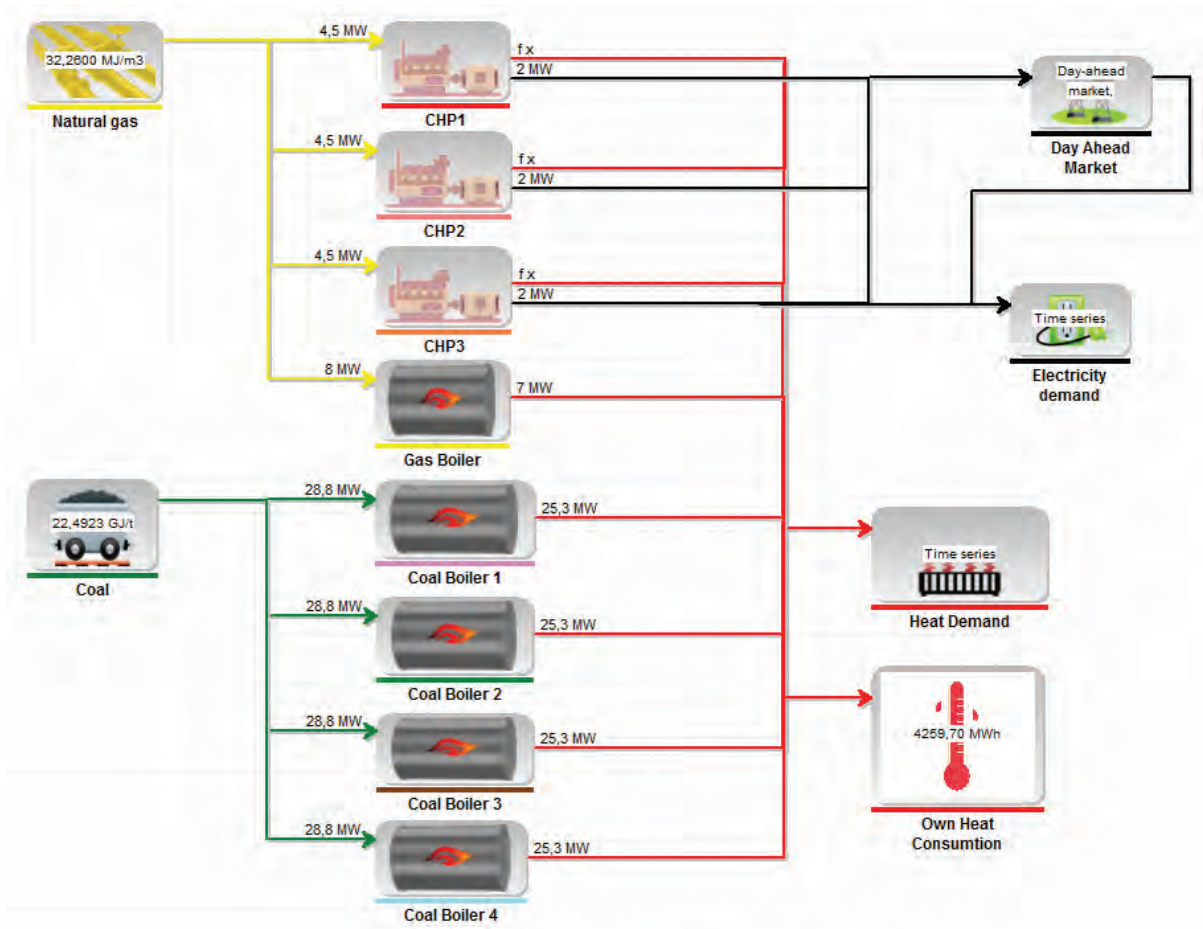 4,5 MW
f x
32,2600 MJ/m3
2 MW
Day-ahead
market,
Natural gas
CHP1
4,5 MW
f x
Day Ahead
Market
2 MW
CHP2
4,5 MW
f x
2 MW
Time series
CHP3
8 MW
7 MW
Electricity
demand
Gas Boiler
28,8 MW
25,3 MW
22,4923 GJ/t
Time series
Coal
Coal Boiler 1
28,8 MW
Heat Demand
25,3 MW
Coal Boiler 2
28,8 MW
4259,70 MWh
25,3 MW
Coal Boiler 3
Own Heat
Consumtion
28,8 MW
25,3 MW
Coal Boiler 4